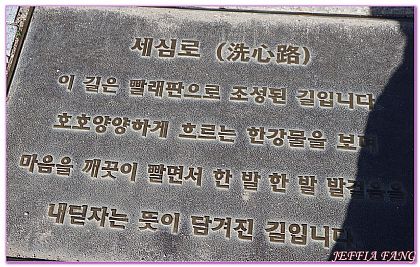 세심로 (洗心路)
이 길은 빨래판으로 조성된 길입니다
호호양양하게 흐르는 한강물을 보며
마음을 깨끗이 빨면서 한 발 한 발 발걸음을
내딛자는 뜻이 담겨진 길입니다
JEFFIA FANG